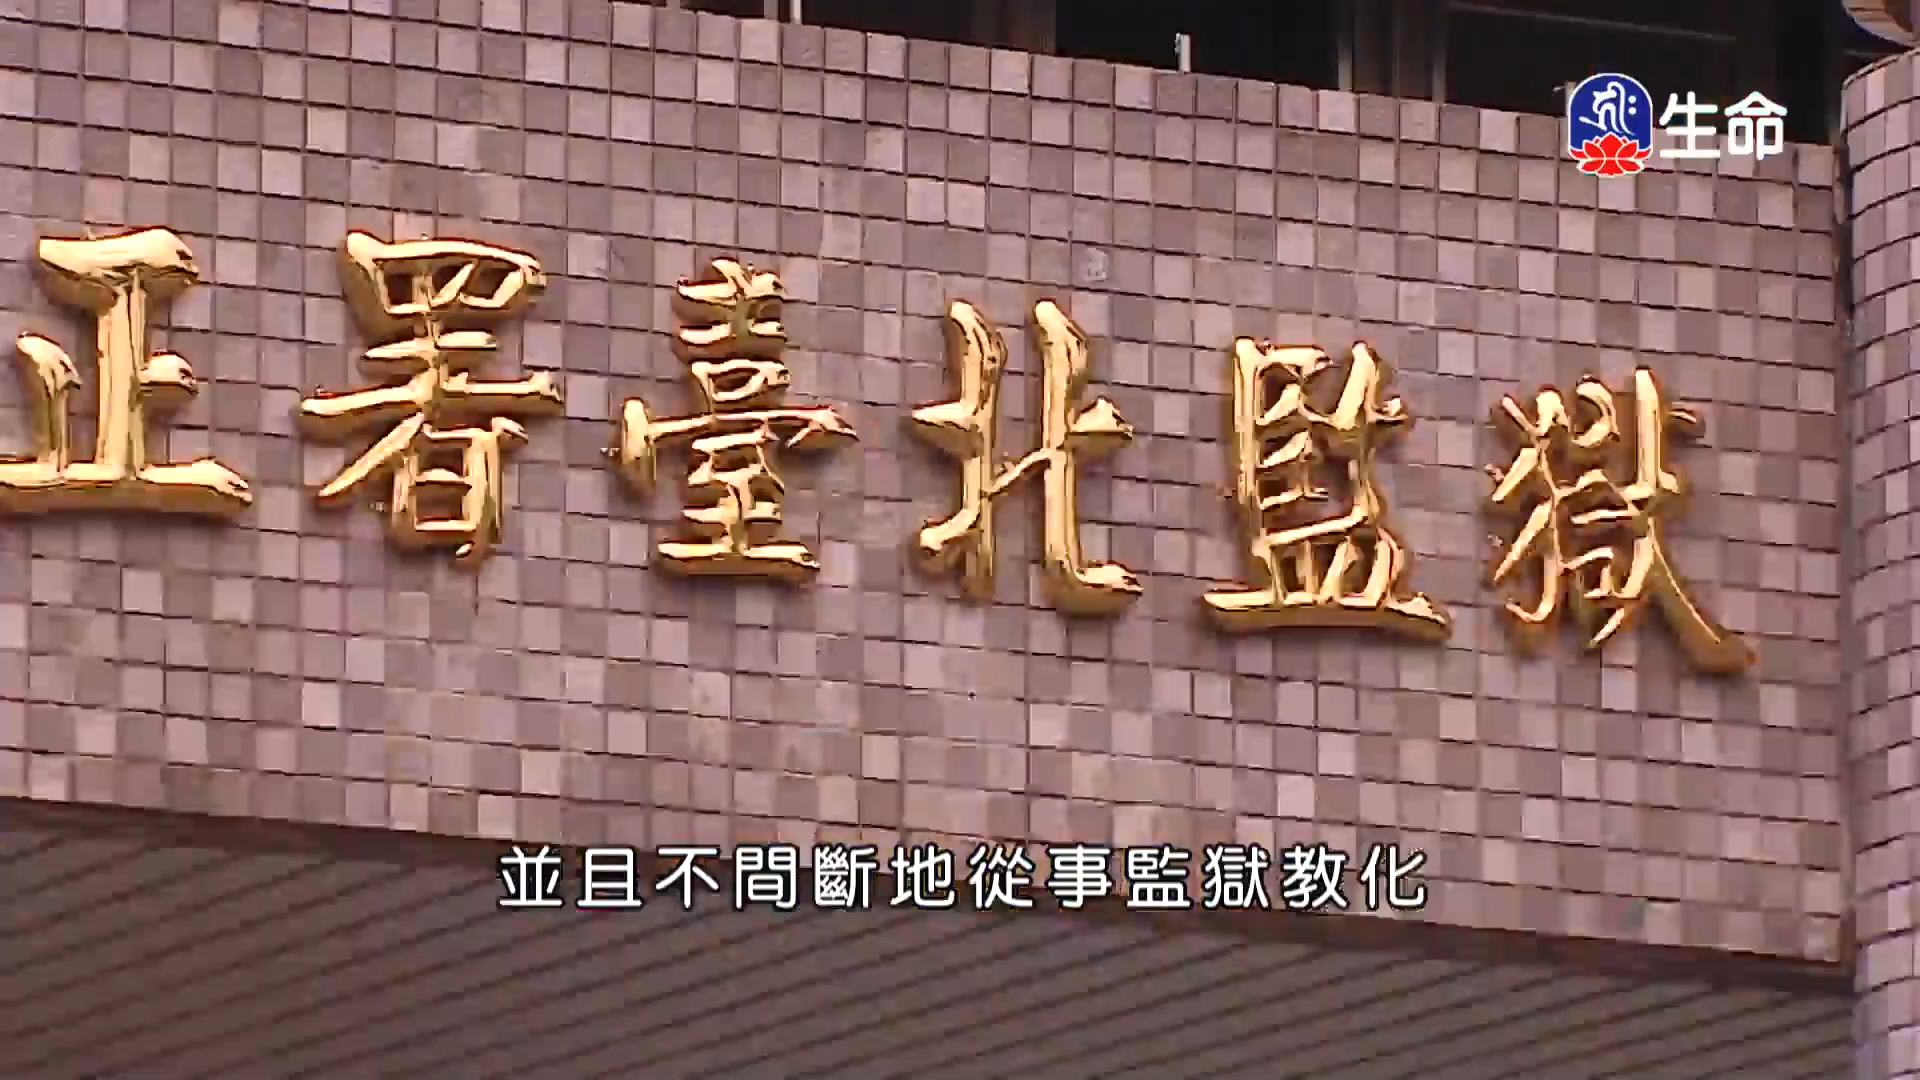 生命
正署臺北監獄
並且不間斷地從事監獄教化